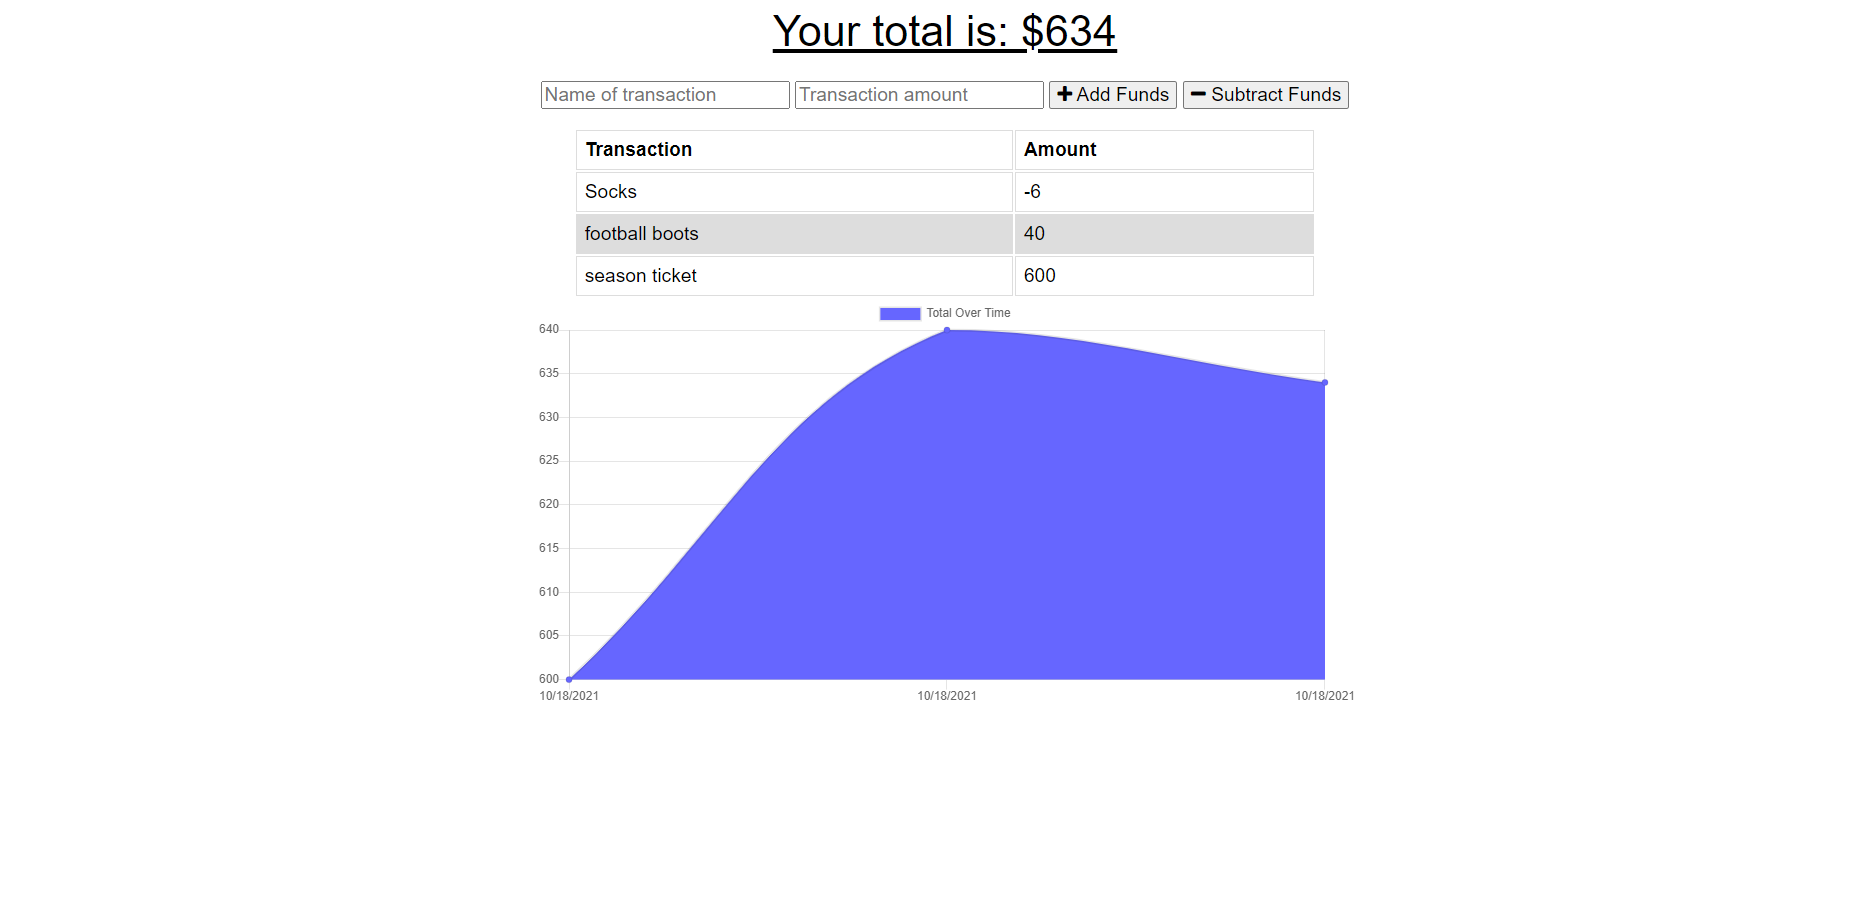 Your total is: $634
Name of transaction Transaction amount Add Funds Subtract Funds
Transaction Amount
Socks -6
football boots 40
season ticket 600
Total Over Time
640
635
630
625
620
615
610
605
600
10/18/2021 10/18/2021 10/18/2021